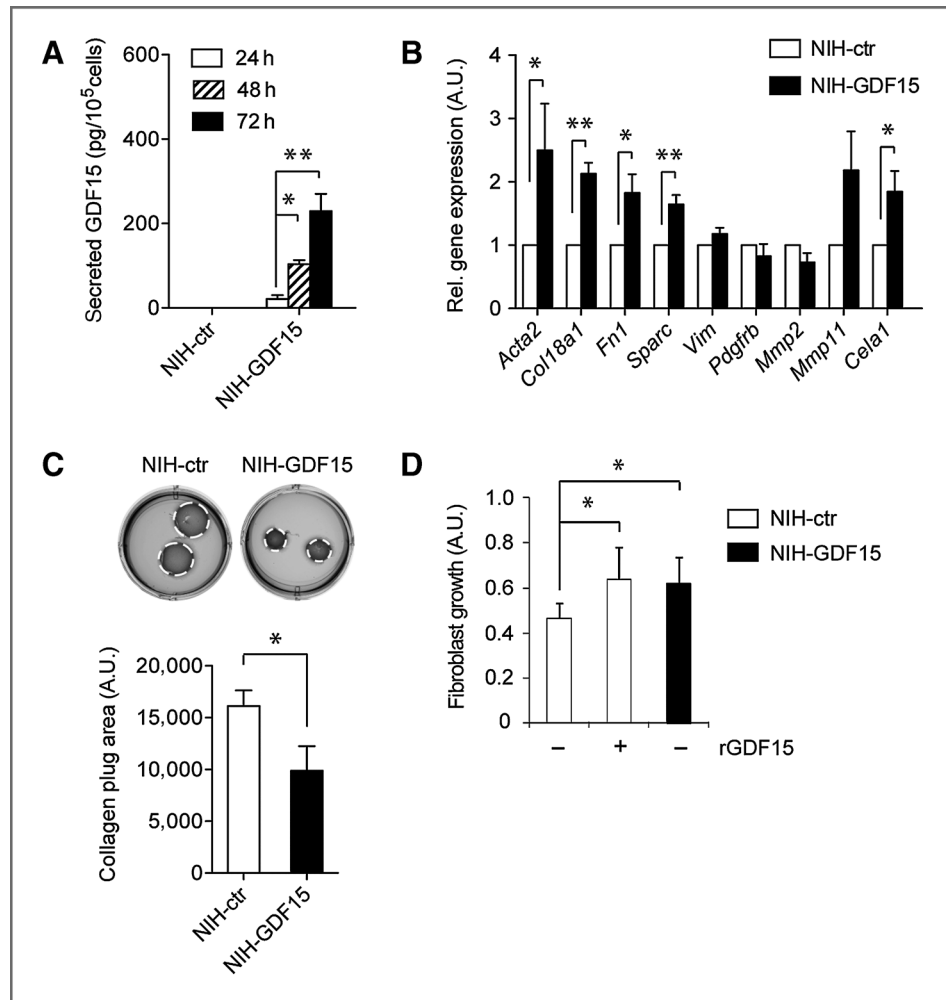 A
Secreted GDF15 (pg/10⁵cells)
600
400
200
0
24 h
48 h
72 h
**
*
NIH-ctr
NIH-GDF15
B
Rel. gene expression (A.U.)
4
3
2
1
0
NIH-ctr
NIH-GDF15
*
**
*
**
*
Acta2
Col18a1
Fn1
Sparc
Vim
Pdgfrb
Mmp2
Mmp11
Cela1
C
NIH-ctr NIH-GDF15
Collagen plug area (A.U.)
20,000
15,000
10,000
5,000
0
*
NIH-ctr
NIH-GDF15
D
Fibroblast growth (A.U.)
1.0
0.8
0.6
0.4
0.2
0
*
*
NIH-ctr
NIH-GDF15
– + – rGDF15